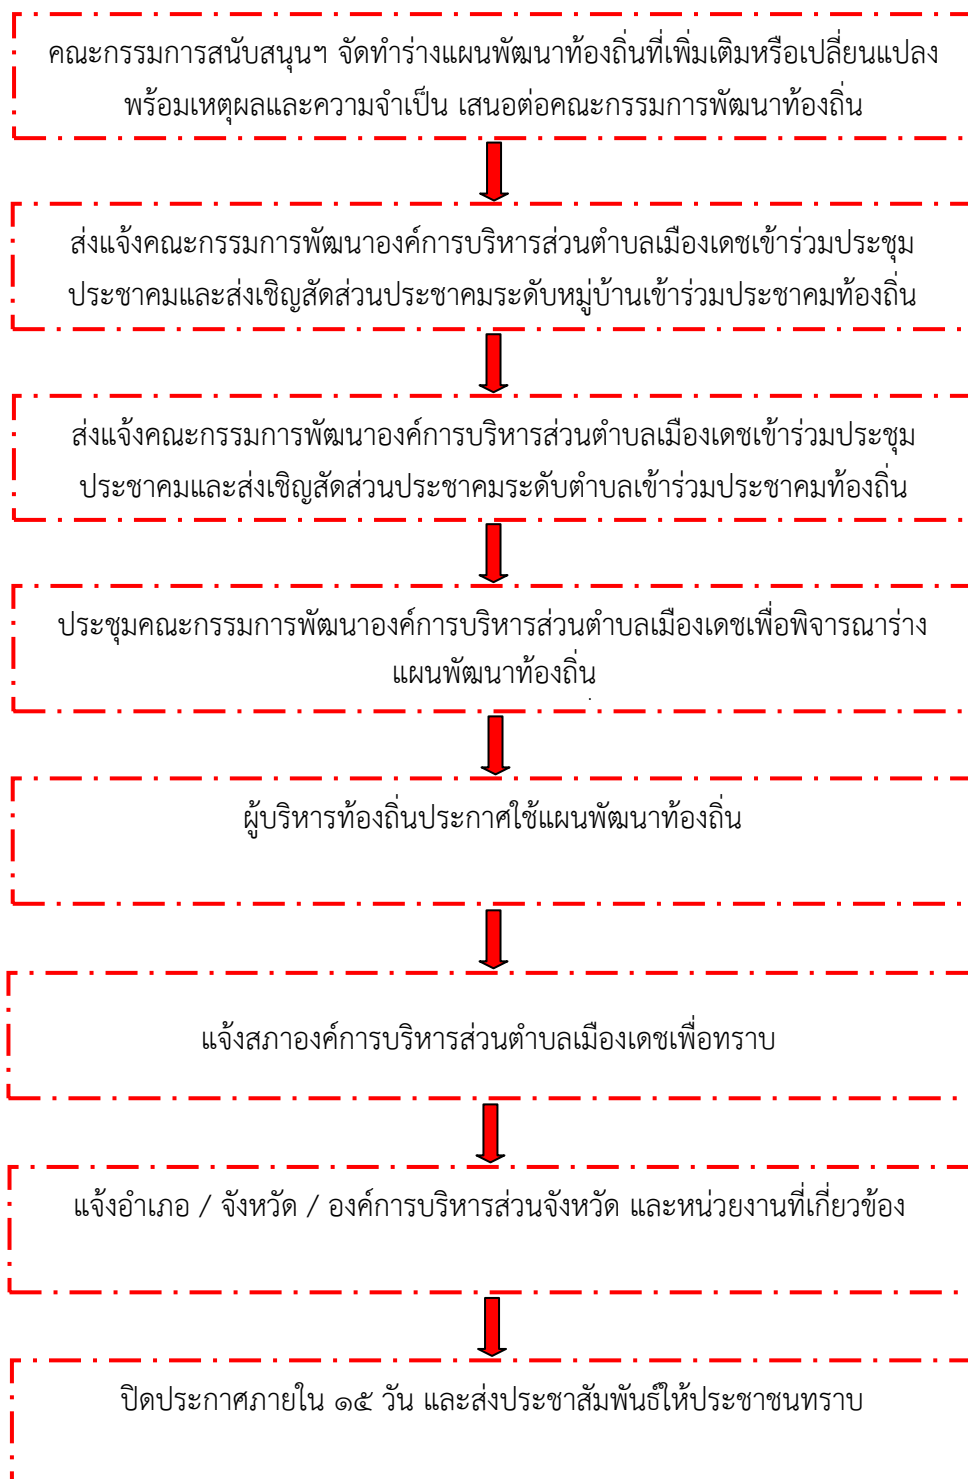 คณะกรรมการสนับสนุนฯ จัดทำร่างแผนพัฒนาท้องถิ่นที่เพิ่มเติมหรือเปลี่ยนแปลง
พร้อมเหตุผลและความจำเป็น เสนอต่อคณะกรรมการพัฒนาท้องถิ่น
ส่งแจ้งคณะกรรมการพัฒนาองค์การบริหารส่วนตำบลเมืองเดชเข้าร่วมประชุม
ประชาคมและส่งเชิญสัดส่วนประชาคมระดับหมู่บ้านเข้าร่วมประชาคมท้องถิ่น
ส่งแจ้งคณะกรรมการพัฒนาองค์การบริหารส่วนตำบลเมืองเดชเข้าร่วมประชุม
ประชาคมและส่งเชิญสัดส่วนประชาคมระดับตำบลเข้าร่วมประชาคมท้องถิ่น
ประชุมคณะกรรมการพัฒนาองค์การบริหารส่วนตำบลเมืองเดชเพื่อพิจารณาร่าง
แผนพัฒนาท้องถิ่น
ผู้บริหารท้องถิ่นประกาศใช้แผนพัฒนาท้องถิ่น
แจ้งสภาองค์การบริหารส่วนตำบลเมืองเดชเพื่อทราบ
แจ้งอำเภอ / จังหวัด / องค์การบริหารส่วนจังหวัด และหน่วยงานที่เกี่ยวข้อง
ปิดประกาศภายใน ๑๕ วัน และส่งประชาสัมพันธ์ให้ประชาชนทราบ